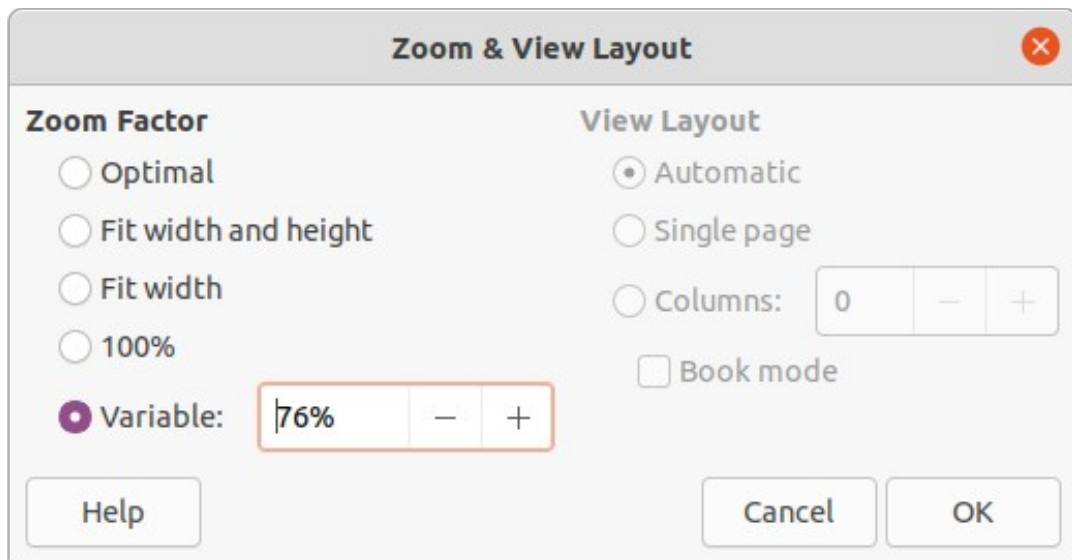 Zoom & View Layout
Zoom Factor
Optimal
Fit width and height
Fit width
100%
Variable: 76% − +
View Layout
Automatic
Single page
Columns: 0 − +
Book mode
Help
Cancel
OK